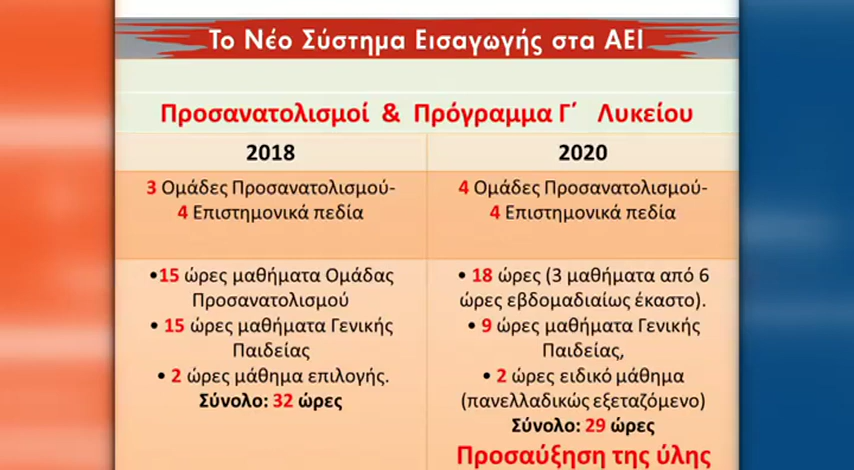 Το Νέο Σύστημα Εισαγωγής στα ΑΕΙ
Προσανατολισμοί & Πρόγραμμα Γ΄ Λυκείου
2018
3 Ομάδες Προσανατολισμού-
4 Επιστημονικά πεδία
•15 ώρες μαθήματα Ομάδας
Προσανατολισμού
• 15 ώρες μαθήματα Γενικής
Παιδείας
• 2 ώρες μάθημα επιλογής.
Σύνολο: 32 ώρες
2020
4 Ομάδες Προσανατολισμού-
4 Επιστημονικά πεδία
• 18 ώρες (3 μαθήματα από 6
ώρες εβδομαδιαίως έκαστο).
• 9 ώρες μαθήματα Γενικής
Παιδείας,
• 2 ώρες ειδικό μάθημα
(πανελλαδικώς εξεταζόμενο)
Σύνολο: 29 ώρες
Προσαύξηση της ύλης